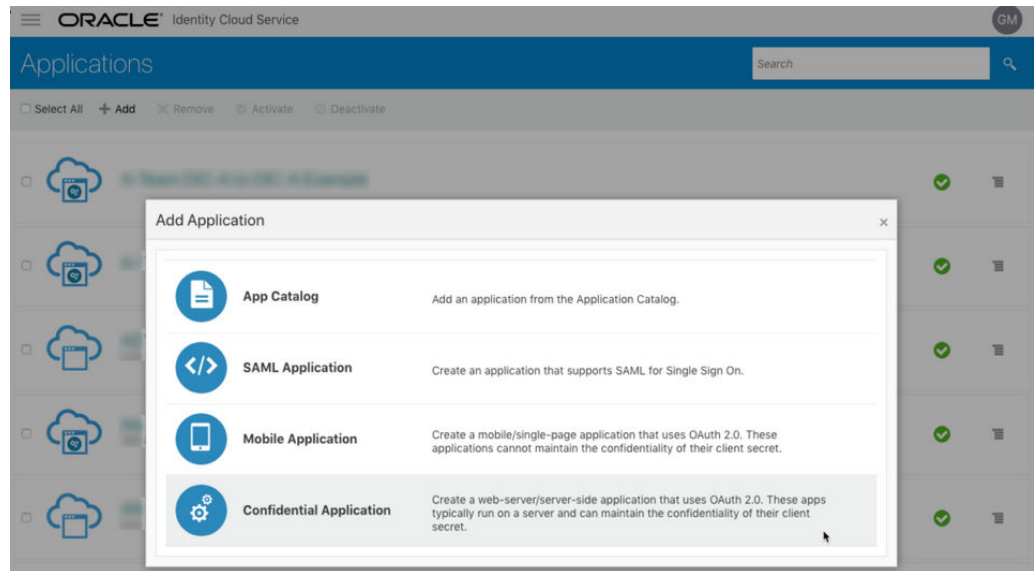 ORACLE® Identity Cloud Service
GM
Applications
Search
Select All + Add Remove Activate Deactivate
Add Application
×
App Catalog
Add an application from the Application Catalog.
SAML Application
Create an application that supports SAML for Single Sign On.
Mobile Application
Create a mobile/single-page application that uses OAuth 2.0. These
applications cannot maintain the confidentiality of their client secret.
Confidential Application
Create a web-server/server-side application that uses OAuth 2.0. These apps
typically run on a server and can maintain the confidentiality of their client
secret.